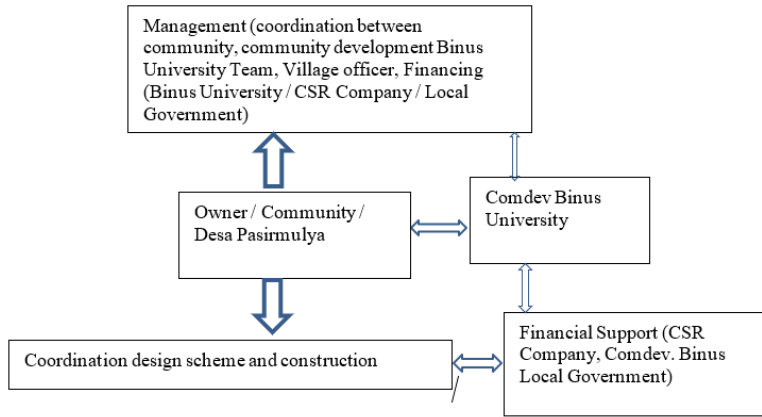 Management (coordination between
community, community development Binus
University Team, Village officer, Financing
(Binus University / CSR Company / Local
Government)
Owner / Community /
Desa Pasirmulya
Comdev Binus
University
Coordination design scheme and construction
Financial Support (CSR
Company, Comdev. Binus
Local Government)